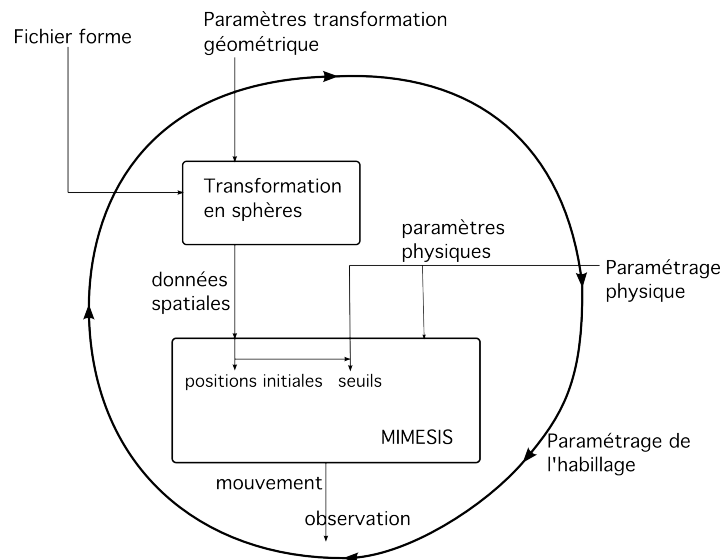 Paramètres transformation
géométrique
Fichier forme
Transformation
en sphères
paramètres
physiques
Paramétrage
physique
données
spatiales
positions initiales
seuils
MIMESIS
Paramétrage de
l'habillage
mouvement
observation